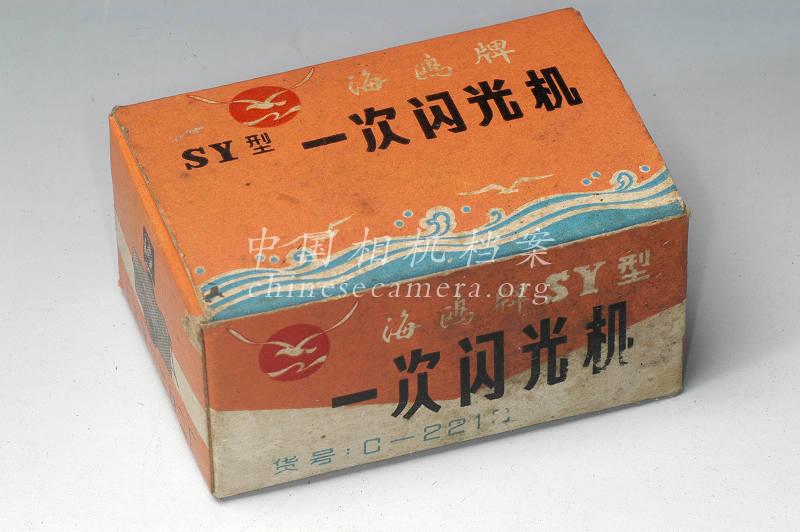 海鸥牌
SY型 一次闪光机
中国相机档案
chinesecamera.org
海鸥牌 SY型
一次闪光机
货号:C-221